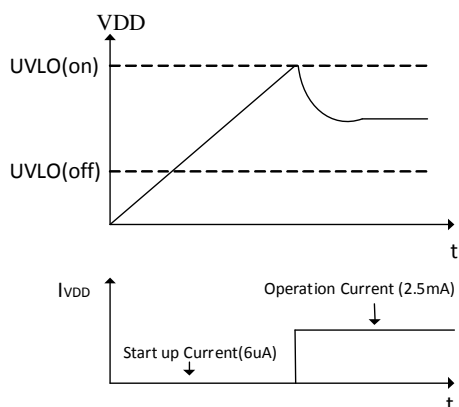 VDD
UVLO(on)
UVLO(off)
t
IVDD
Operation Current (2.5mA)
Start up Current(6uA)
t